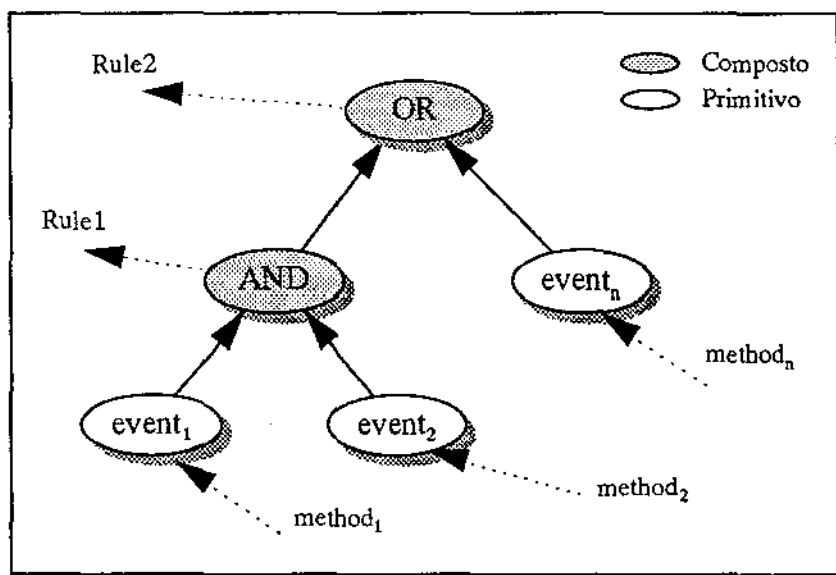 Rule2
OR
Composto
Primitivo
Rule1
AND
eventₙ
methodₙ
event₁
event₂
method₂
method₁